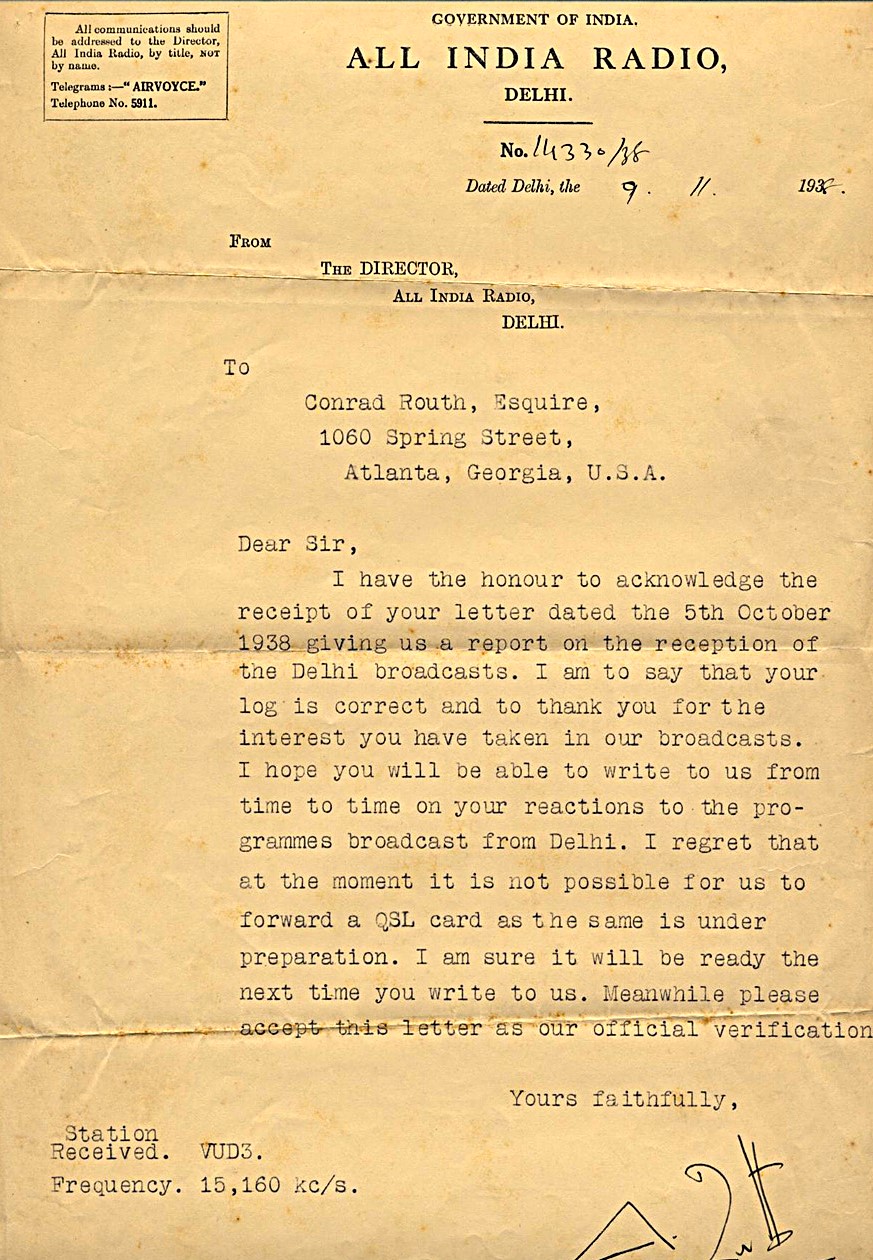 All communications should
be addressed to the Director,
All India Radio, by title, NOT
by name.
Telegrams :—“ AIRVOYCE.”
Telephone No. 5911.
GOVERNMENT OF INDIA.
ALL INDIA RADIO,
DELHI.
No. 14330/38
Dated Delhi, the 9. 11. 1938.
FROM
THE DIRECTOR,
ALL INDIA RADIO,
DELHI.
To
Conrad Routh, Esquire,
1060 Spring Street,
Atlanta, Georgia, U.S.A.
Dear Sir,
I have the honour to acknowledge the
receipt of your letter dated the 5th October
1938 giving us a report on the reception of
the Delhi broadcasts. I am to say that your
log is correct and to thank you for the
interest you have taken in our broadcasts.
I hope you will be able to write to us from
time to time on your reactions to the pro-
grammes broadcast from Delhi. I regret that
at the moment it is not possible for us to
forward a QSL card as the same is under
preparation. I am sure it will be ready the
next time you write to us. Meanwhile please
accept this letter as our official verification
Yours faithfully,
Station
Received. VUD3.
Frequency. 15,160 kc/s.